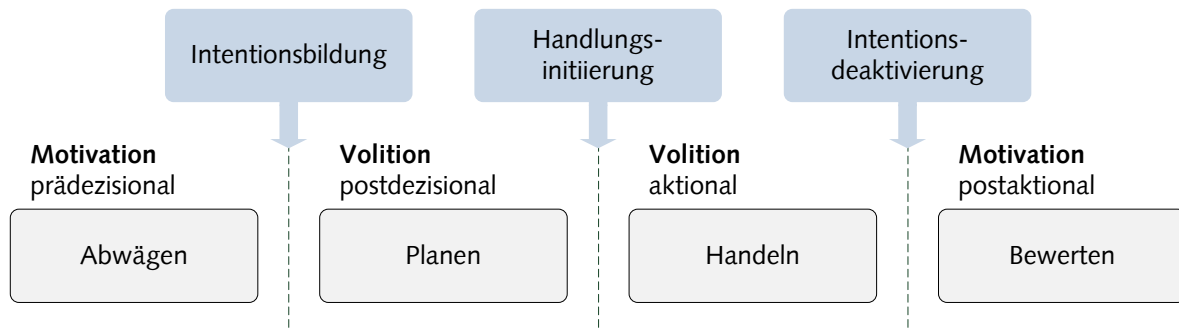 Intentionsbildung
Handlungs-
initiierung
Intentions-
deaktivierung
Motivation
prädezisional
Volition
postdezisional
Volition
aktional
Motivation
postaktional
Abwägen
Planen
Handeln
Bewerten